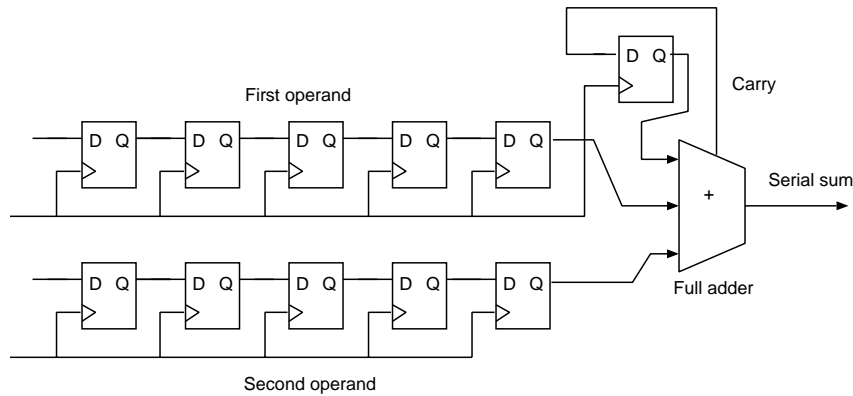 D Q
Carry
First operand
D Q D Q D Q D Q D Q
Serial sum
+
D Q D Q D Q D Q D Q
Full adder
Second operand